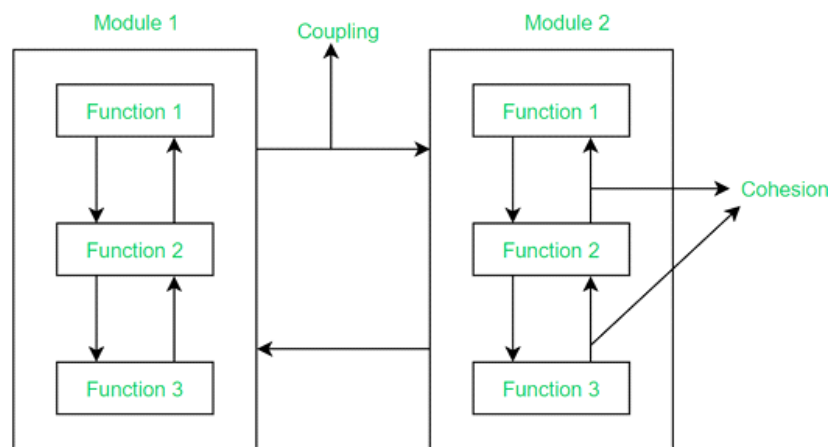 Module 1
Coupling
Module 2
Function 1
Function 1
Cohesion
Function 2
Function 2
Function 3
Function 3